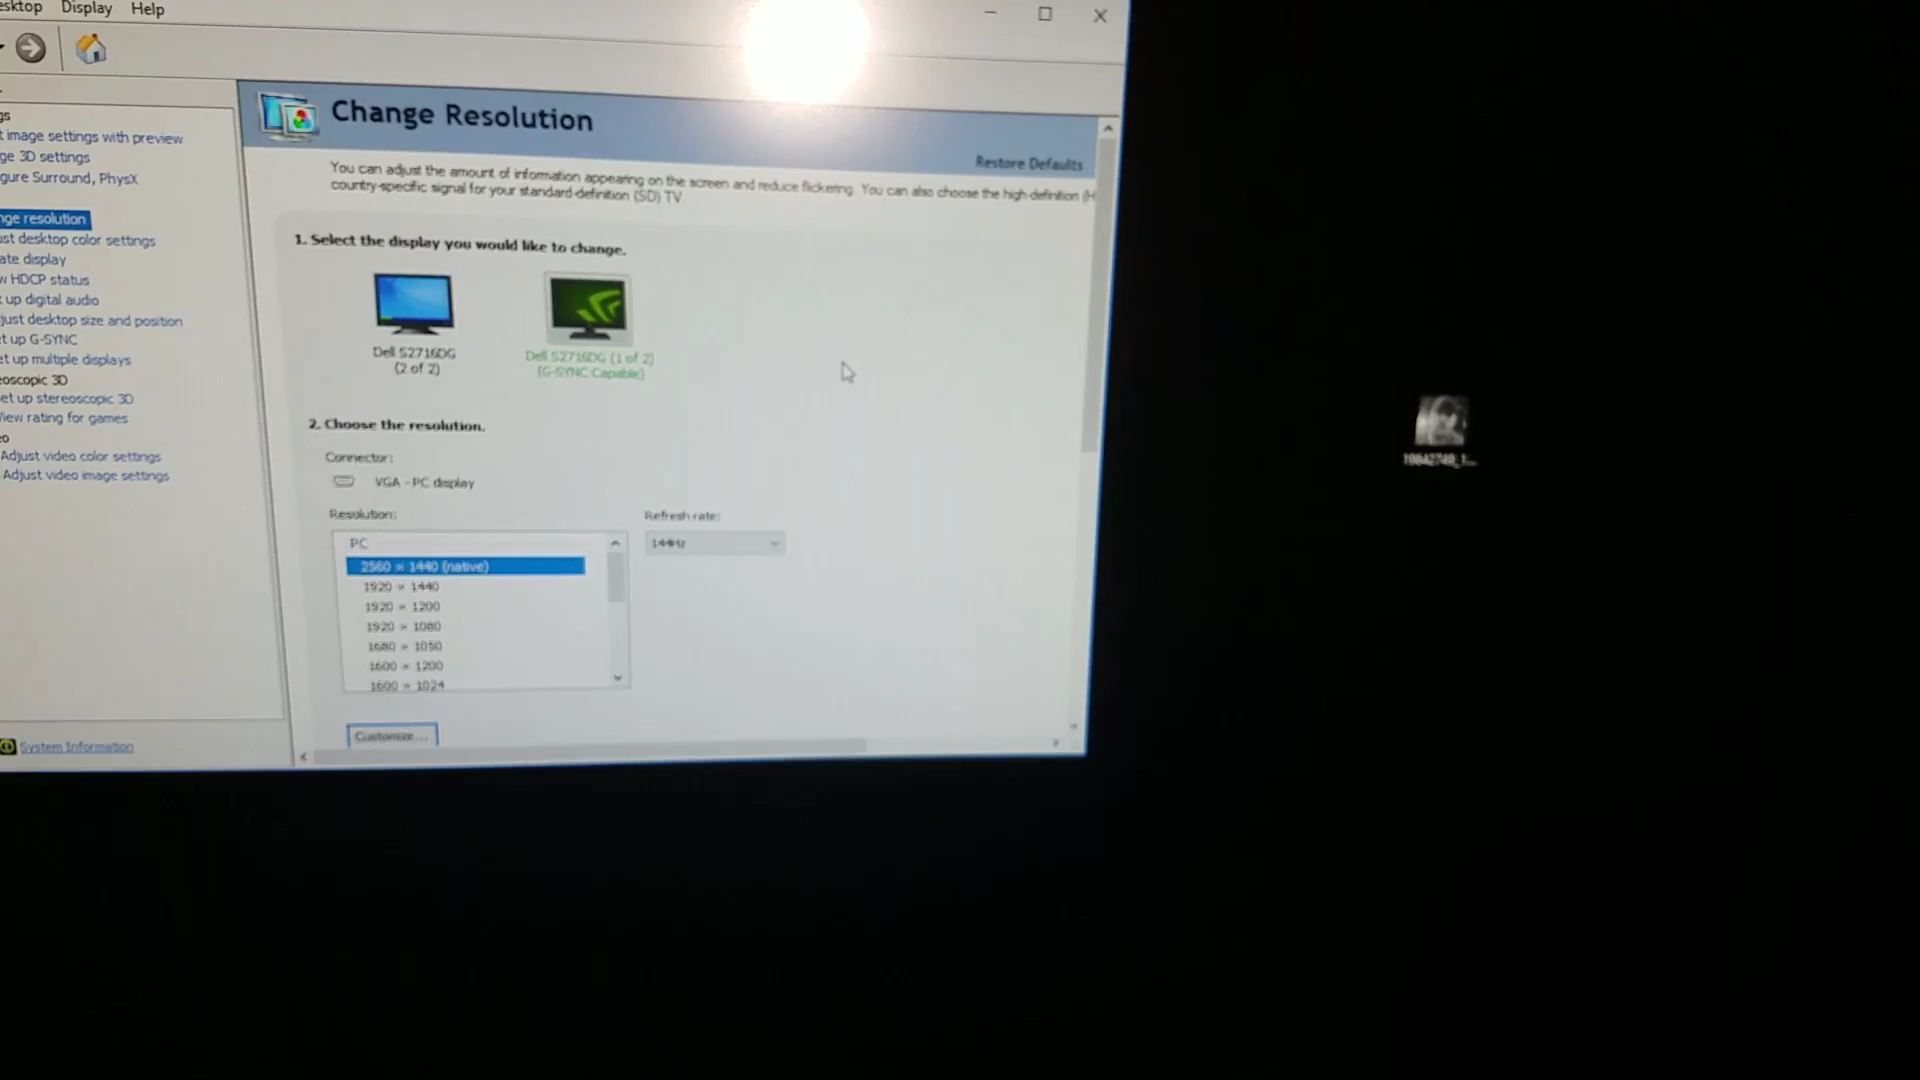 esktop Display Help
Change Resolution
Restore Defaults
You can adjust the amount of information appearing on the screen and reduce flickering. You can also choose the high definition (H
country-specific signal for your standard-definition (SD) TV
gs
t image settings with preview
ge 3D settings
gure Surround, PhysX
nge resolution
ust desktop color settings
ate display
w HDCP status
t up digital audio
just desktop size and position
et up G-SYNC
et up multiple displays
eoscopic 3D
et up stereoscopic 3D
View rating for games
eo
Adjust video color settings
Adjust video image settings
System Information
1. Select the display you would like to change.
Dell S2716DG
(2 of 2)
Dell S2716DG (1 of 2)
(G-SYNC Capable)
2. Choose the resolution.
Connector:
VGA - PC display
Resolution:
Refresh rate:
PC
144Hz
2560 × 1440 (native)
1920 × 1440
1920 × 1200
1920 × 1080
1680 × 1050
1600 × 1200
1600 × 1024
Customize...